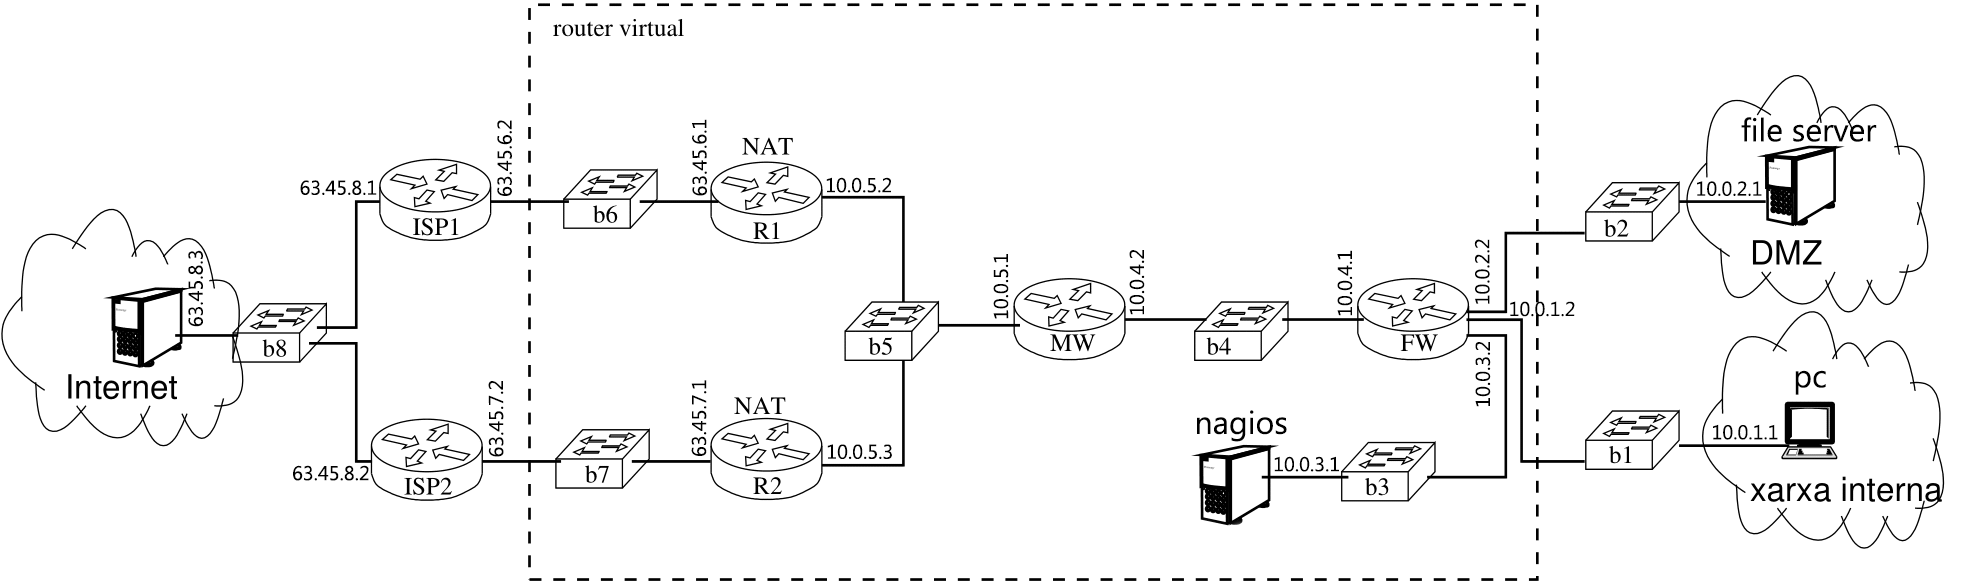 router virtual
63.45.8.3
Internet
b8
63.45.8.1
ISP1
63.45.6.2
b6
63.45.6.1
NAT
R1
10.0.5.2
63.45.8.2
ISP2
63.45.7.2
b7
63.45.7.1
NAT
R2
10.0.5.3
b5
10.0.5.1
MW
10.0.4.2
b4
10.0.4.1
FW
10.0.2.2
10.0.1.2
10.0.3.2
nagios
10.0.3.1
b3
b2
10.0.2.1
file server
DMZ
b1
10.0.1.1
pc
xarxa interna